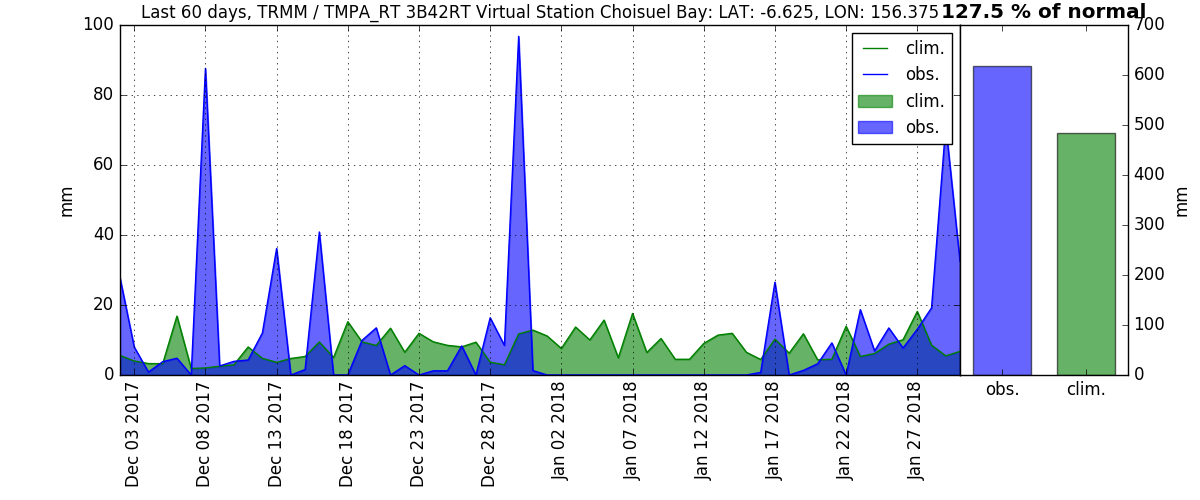 Last 60 days, TRMM / TMPA_RT 3B42RT Virtual Station Choisuel Bay: LAT: -6.625, LON: 156.375
127.5 % of normal
100
80
60
40
20
0
mm
clim.
obs.
clim.
obs.
700
600
500
400
300
200
100
0
mm
obs.
clim.
Dec 03 2017
Dec 08 2017
Dec 13 2017
Dec 18 2017
Dec 23 2017
Dec 28 2017
Jan 02 2018
Jan 07 2018
Jan 12 2018
Jan 17 2018
Jan 22 2018
Jan 27 2018